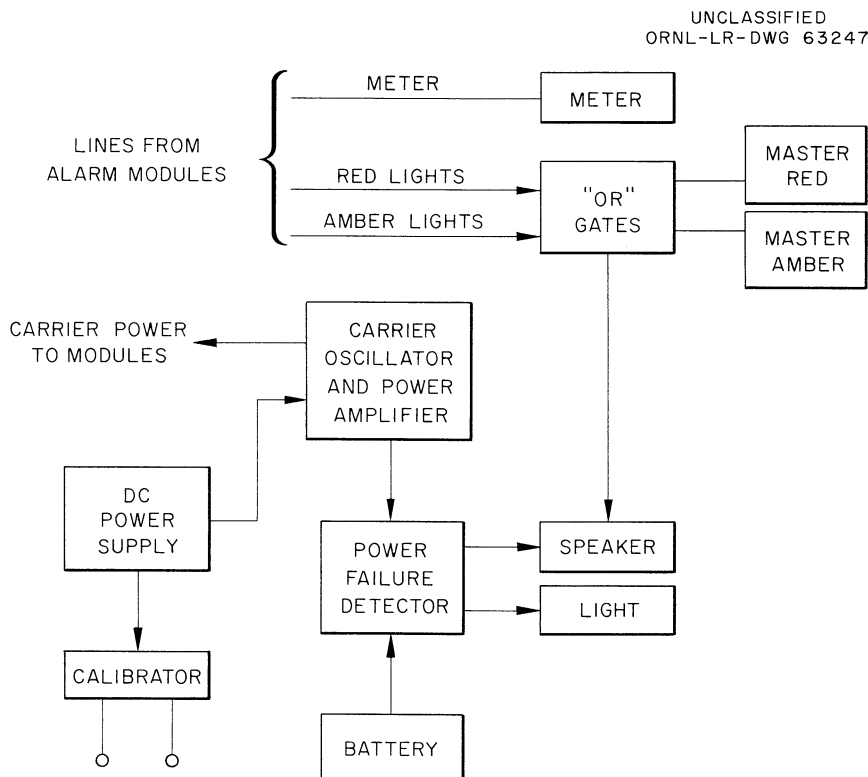 UNCLASSIFIED
ORNL-LR-DWG 63247
METER
METER
LINES FROM
ALARM MODULES
RED LIGHTS
AMBER LIGHTS
"OR"
GATES
MASTER
RED
MASTER
AMBER
CARRIER POWER
TO MODULES
CARRIER
OSCILLATOR
AND POWER
AMPLIFIER
DC
POWER
SUPPLY
POWER
FAILURE
DETECTOR
SPEAKER
LIGHT
CALIBRATOR
BATTERY